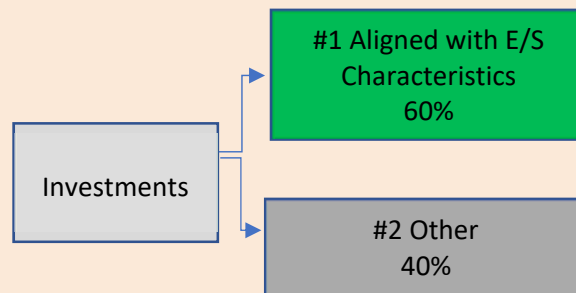 #1 Aligned with E/S
Characteristics
60%
Investments
#2 Other
40%